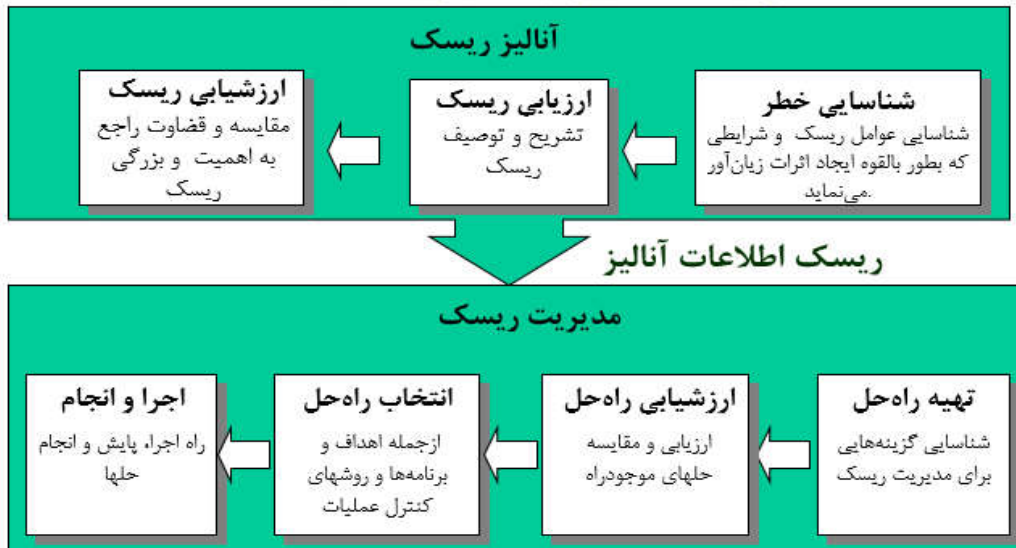 آنالیز ریسک
شناسایی خطر
شناسایی عوامل ریسک و شرایطی
که بطور بالقوه ایجاد اثرات زیان‌آور
.می‌نماید
ارزیابی ریسک
تشریح و توصیف
ریسک
ارزشیابی ریسک
مقایسه و قضاوت راجع
به اهمیت و بزرگی
ریسک
ریسک اطلاعات آنالیز
مدیریت ریسک
تهیه راه‌حل
شناسایی گزینه‌هایی
برای مدیریت ریسک
ارزشیابی راه‌حل
ارزیابی و مقایسه
حلهای موجودراه
انتخاب راه‌حل
ازجمله اهداف و
برنامه‌ها و روشهای
کنترل عملیات
اجرا و انجام
راه اجراء پایش و انجام
حلها